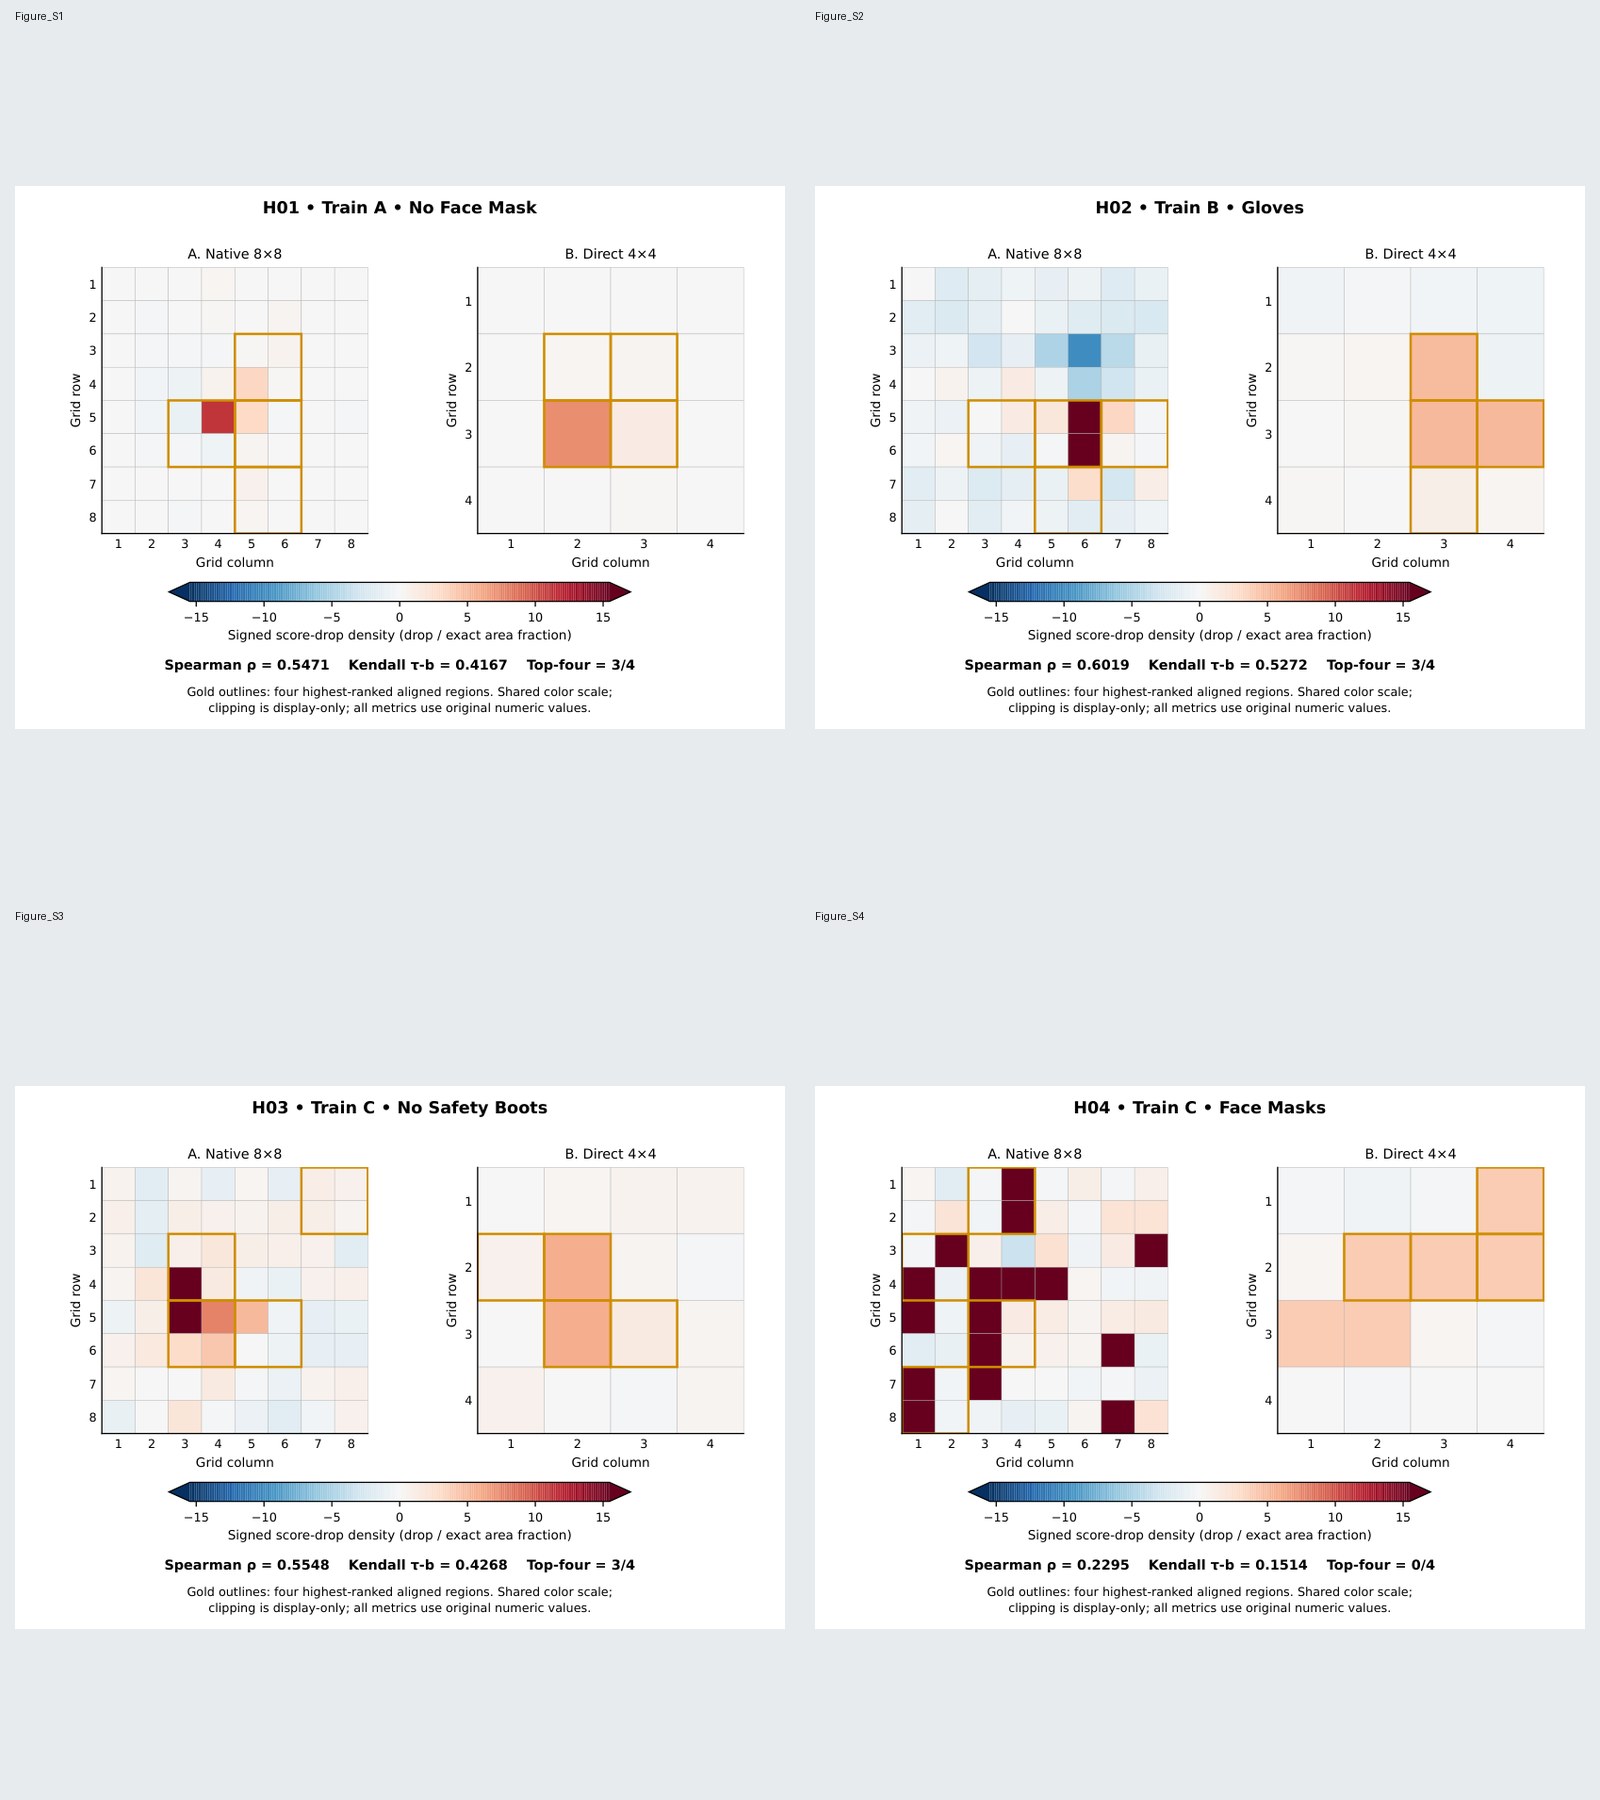 Figure_S1
H01 • Train A • No Face Mask
A. Native 8×8
B. Direct 4×4
Grid row
1
2
3
4
5
6
7
8
1 2 3 4 5 6 7 8
Grid column
Grid row
1
2
3
4
1 2 3 4
Grid column
−15 −10 −5 0 5 10 15
Signed score-drop density (drop / exact area fraction)
Spearman ρ = 0.5471 Kendall τ-b = 0.4167 Top-four = 3/4
Gold outlines: four highest-ranked aligned regions. Shared color scale;
clipping is display-only; all metrics use original numeric values.
Figure_S2
H02 • Train B • Gloves
A. Native 8×8
B. Direct 4×4
Grid row
1
2
3
4
5
6
7
8
1 2 3 4 5 6 7 8
Grid column
Grid row
1
2
3
4
1 2 3 4
Grid column
−15 −10 −5 0 5 10 15
Signed score-drop density (drop / exact area fraction)
Spearman ρ = 0.6019 Kendall τ-b = 0.5272 Top-four = 3/4
Gold outlines: four highest-ranked aligned regions. Shared color scale;
clipping is display-only; all metrics use original numeric values.
Figure_S3
H03 • Train C • No Safety Boots
A. Native 8×8
B. Direct 4×4
Grid row
1
2
3
4
5
6
7
8
1 2 3 4 5 6 7 8
Grid column
Grid row
1
2
3
4
1 2 3 4
Grid column
−15 −10 −5 0 5 10 15
Signed score-drop density (drop / exact area fraction)
Spearman ρ = 0.5548 Kendall τ-b = 0.4268 Top-four = 3/4
Gold outlines: four highest-ranked aligned regions. Shared color scale;
clipping is display-only; all metrics use original numeric values.
Figure_S4
H04 • Train C • Face Masks
A. Native 8×8
B. Direct 4×4
Grid row
1
2
3
4
5
6
7
8
1 2 3 4 5 6 7 8
Grid column
Grid row
1
2
3
4
1 2 3 4
Grid column
−15 −10 −5 0 5 10 15
Signed score-drop density (drop / exact area fraction)
Spearman ρ = 0.2295 Kendall τ-b = 0.1514 Top-four = 0/4
Gold outlines: four highest-ranked aligned regions. Shared color scale;
clipping is display-only; all metrics use original numeric values.